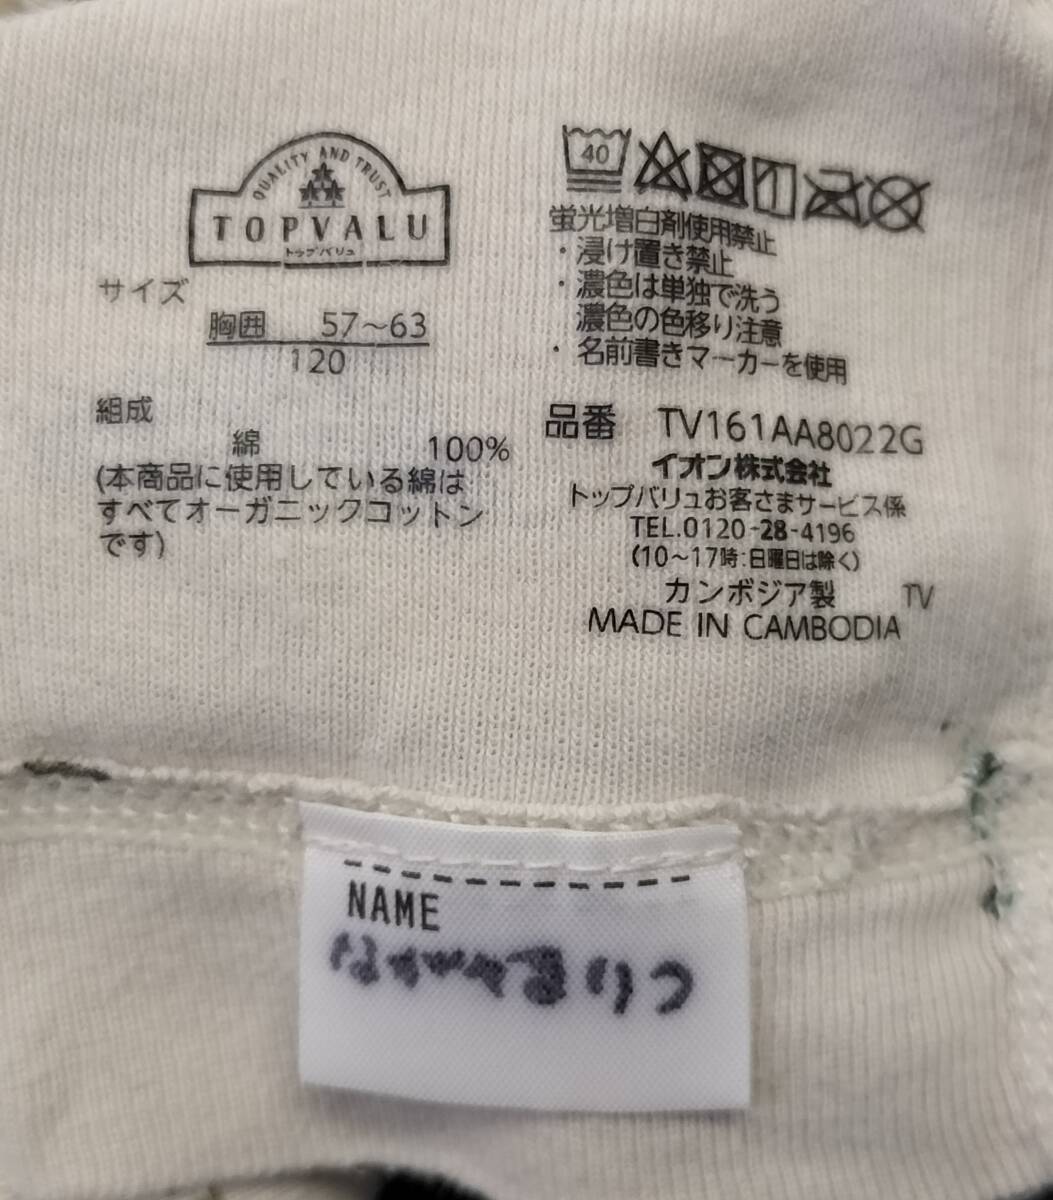 QUALITY AND TRUST
TOPVALU
トップバリュ
サイズ
胸囲 57～63
120
組成
綿 100%
(本商品に使用している綿は
すべてオーガニックコットン
です)
40
蛍光増白剤使用禁止
・浸け置き禁止
・濃色は単独で洗う
濃色の色移り注意
・名前書きマーカーを使用
品番 TV161AA8022G
イオン株式会社
トップバリュお客さまサービス係
TEL.0120-28-4196
(10～17時:日曜日は除く)
カンボジア製 TV
MADE IN CAMBODIA
NAME